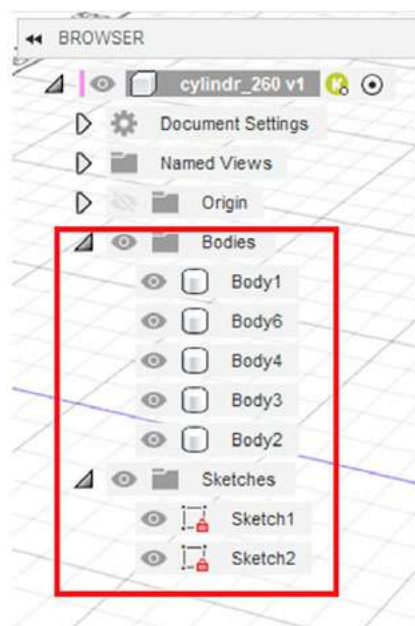 BROWSER
cylindr_260 v1
Document Settings
Named Views
Origin
Bodies
Body1
Body6
Body4
Body3
Body2
Sketches
Sketch1
Sketch2